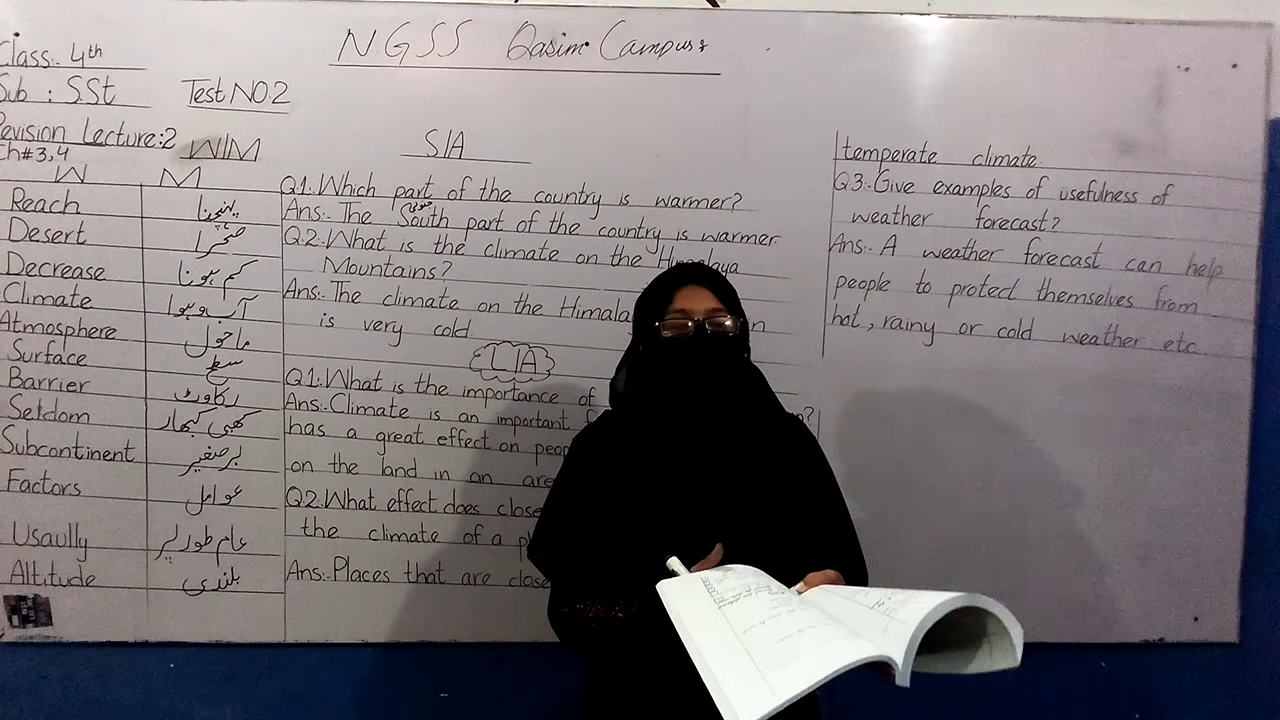 NGSS Qasim Campus
Class:- 4th
Sub : S.St Test NO.2
Revision Lecture:2
Ch#3,4
W/M
W M
Reach پہنچنا
Desert صحرا
Decrease کم ہونا
Climate آب و ہوا
Atmosphere ماحول
Surface سطح
Barrier رکاوٹ
Seldom کبھی کبھار
Subcontinent برصغیر
Factors عوامل
Usaully عام طور پر
Altitude بلندی
S/A
Q1.Which part of the country is warmer?
جنوبی
Ans:- The South part of the country is warmer.
Q.2.What is the climate on the Himalaya
Mountains?
Ans:- The climate on the
is very cold.
L/A
Q1.What is the importance of
Ans:-Climate is an important
has a great effect on
on the land in an
Q2.What effect does
the climate of a
Ans:-Places that are
temperate climate.
Q3:-Give examples of usefulness of
weather forecast?
Ans:- A weather forecast can help
people to protect themselves from
hot, rainy or cold weather etc